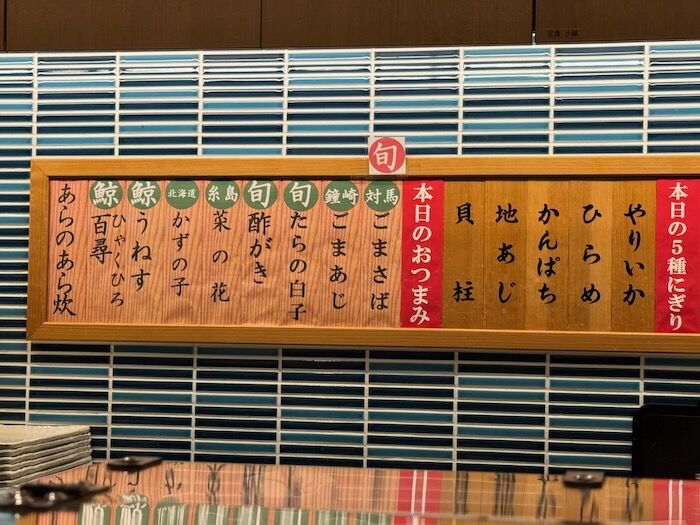 定食 小鉢
旬
本日の5種にぎり
やりいか
ひらめ
かんぱち
地あじ
貝柱
本日のおつまみ
対馬
ごまさば
鐘崎
ごまあじ
旬
たらの白子
旬
酢がき
糸島
菜の花
北海道
かずの子
鯨
うねす
鯨
百尋
ひゃくひろ
あらのあら炊